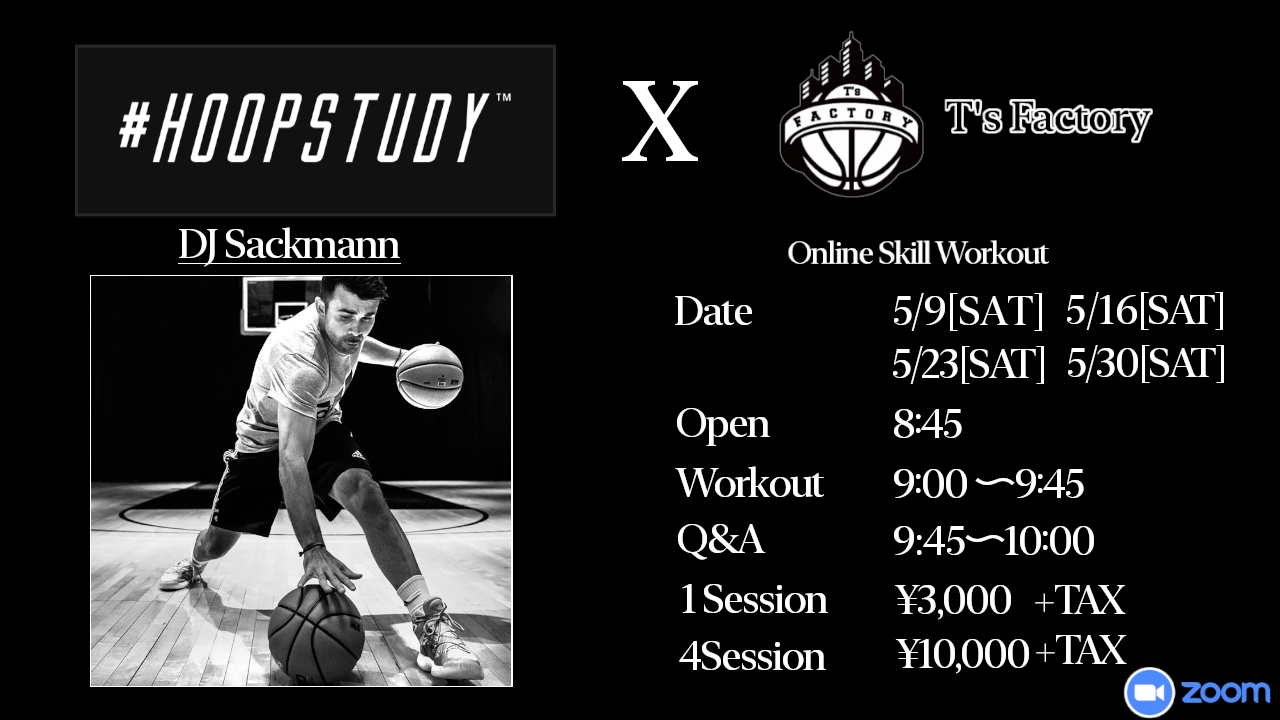 #HOOPSTUDY™
X
T's
FACTORY
T's Factory
DJ Sackmann
Online Skill Workout
Date 5/9[SAT] 5/16[SAT]
5/23[SAT] 5/30[SAT]
Open 8:45
Workout 9:00 〜9:45
Q&A 9:45〜10:00
1 Session ¥3,000 +TAX
4Session ¥10,000 +TAX
zoom